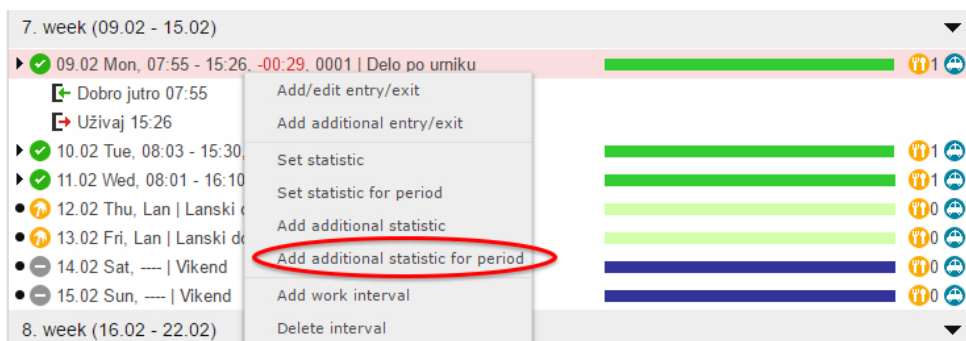 7. week (09.02 - 15.02)
09.02 Mon, 07:55 - 15:26, -00:29, 0001 | Delo po urniku 1
Dobro jutro 07:55
Uživaj 15:26
10.02 Tue, 08:03 - 15:30, 1
11.02 Wed, 08:01 - 16:10 1
12.02 Thu, Lan | Lanski 0
13.02 Fri, Lan | Lanski do 0
14.02 Sat, ---- | Vikend 0
15.02 Sun, ---- | Vikend 0
8. week (16.02 - 22.02)
Add/edit entry/exit
Add additional entry/exit
Set statistic
Set statistic for period
Add additional statistic
Add additional statistic for period
Add work interval
Delete interval